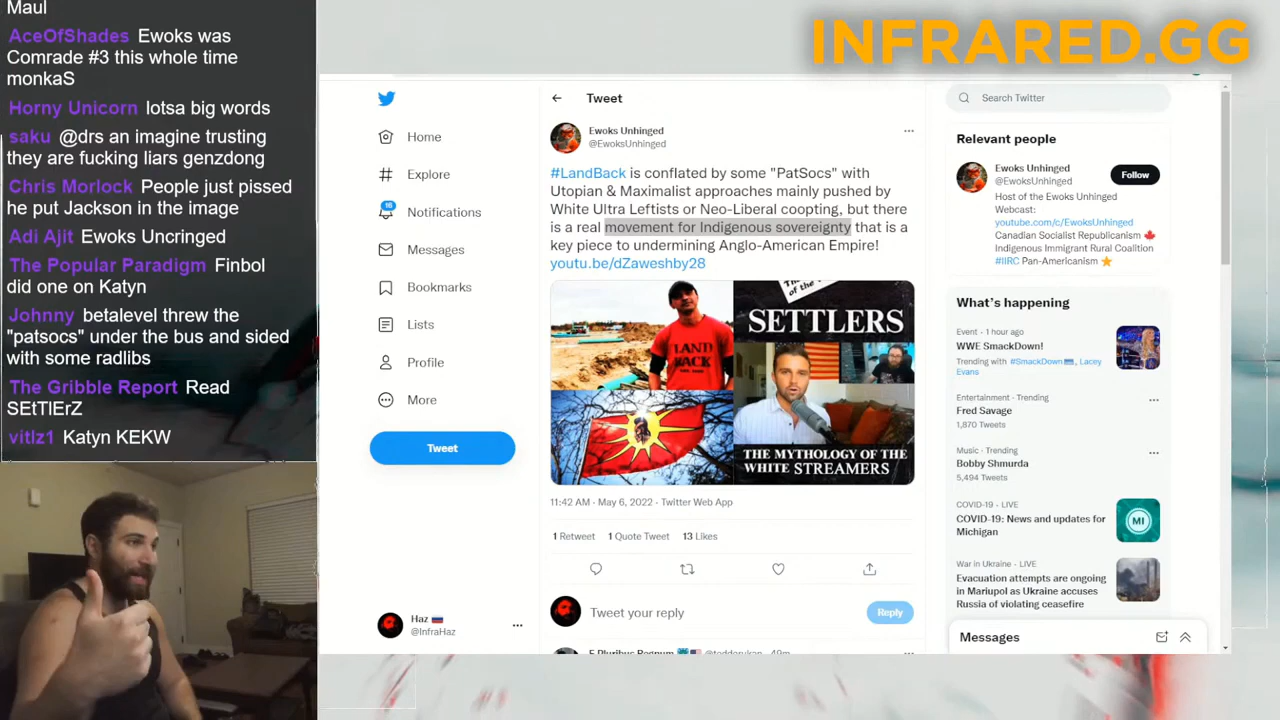 Maul
AceOfShades Ewoks was
Comrade #3 this whole time
monkaS
Horny Unicorn lotsa big words
saku @drs an imagine trusting
they are fucking liars genzdong
Chris Morlock People just pissed
he put Jackson in the image
Adi Ajit Ewoks Uncringed
The Popular Paradigm Finbol
did one on Katyn
Johnny betalevel threw the
"patsocs" under the bus and sided
with some radlibs
The Gribble Report Read
SEtTlErZ
vitlz1 Katyn KEKW
INFRARED.GG
Home
Explore
16
Notifications
Messages
Bookmarks
Lists
Profile
More
Tweet
Haz
@InfraHaz
Tweet
Ewoks Unhinged
@EwoksUnhinged
#LandBack is conflated by some "PatSocs" with
Utopian & Maximalist approaches mainly pushed by
White Ultra Leftists or Neo-Liberal coopting, but there
is a real movement for Indigenous sovereignty that is a
key piece to undermining Anglo-American Empire!
youtu.be/dZaweshby28
LAND
BACK
SETTLERS
THE MYTHOLOGY OF THE
WHITE STREAMERS
11:42 AM · May 6, 2022 · Twitter Web App
1 Retweet 1 Quote Tweet 13 Likes
Tweet your reply
Reply
E Pluribus Regnum
Search Twitter
Relevant people
Ewoks Unhinged
@EwoksUnhinged
Follow
Host of the Ewoks Unhinged
Webcast:
youtube.com/c/EwoksUnhinged
Canadian Socialist Republicanism
Indigenous Immigrant Rural Coalition
#IIRC Pan-Americanism
What's happening
Event · 1 hour ago
WWE SmackDown!
Trending with #SmackDown, Lacey
Evans
Entertainment · Trending
Fred Savage
1,870 Tweets
Music · Trending
Bobby Shmurda
5,494 Tweets
COVID-19 · LIVE
COVID-19: News and updates for
Michigan
MI
War in Ukraine · LIVE
Evacuation attempts are ongoing
in Mariupol as Ukraine accuses
Russia of violating ceasefire
Messages